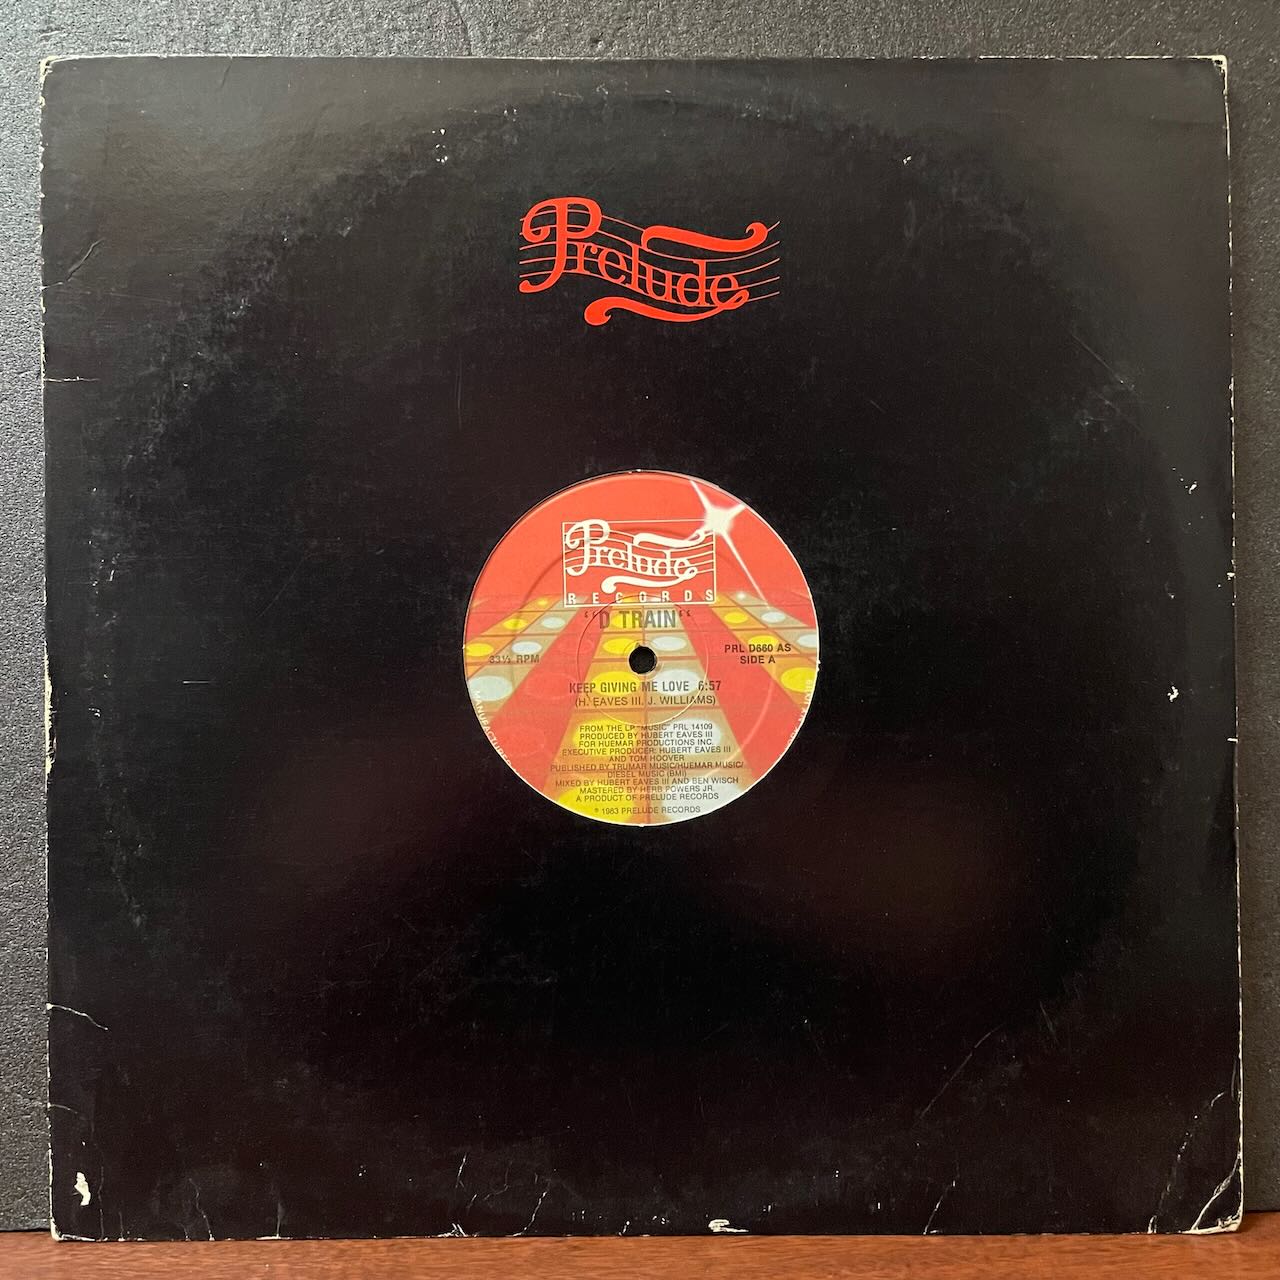 Prelude
Prelude
RECORDS
"D TRAIN"
33⅓ RPM
PRL D660 AS
SIDE A
KEEP GIVING ME LOVE 6:57
(H. EAVES III, J. WILLIAMS)
FROM THE LP "MUSIC" PRL 14109
PRODUCED BY HUBERT EAVES III
FOR HUEMAR PRODUCTIONS INC.
EXECUTIVE PRODUCER: HUBERT EAVES III
AND TOM HOOVER
PUBLISHED BY TRUMAR MUSIC/HUEMAR MUSIC/
DIESEL MUSIC (BMI)
MIXED BY HUBERT EAVES III AND BEN WISCH
MASTERED BY HERB POWERS JR.
A PRODUCT OF PRELUDE RECORDS
℗ 1983 PRELUDE RECORDS
MANUFACTURED